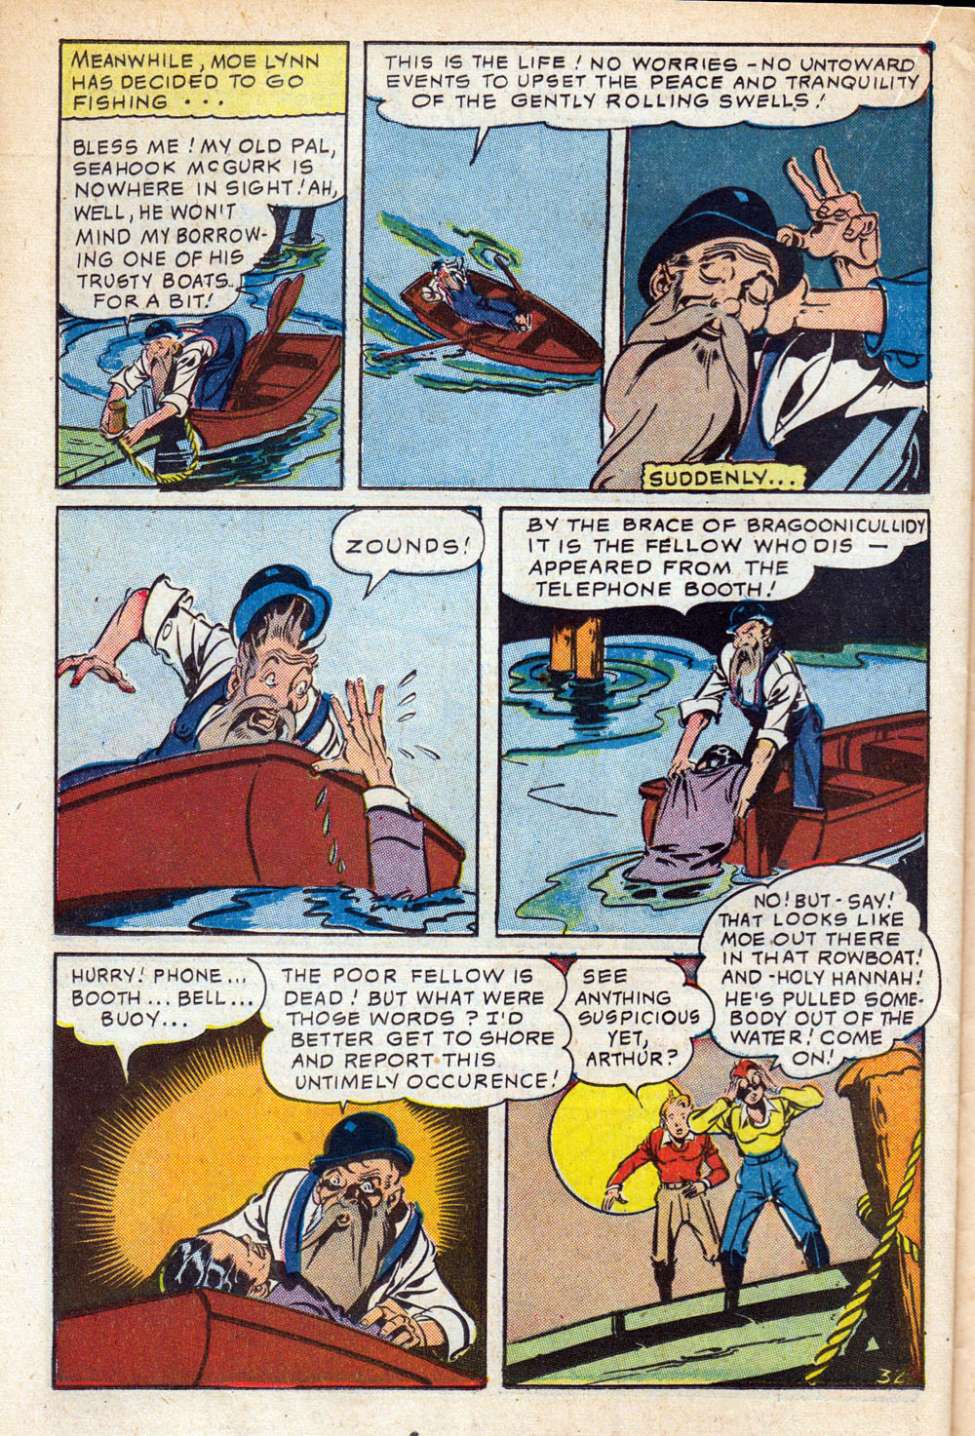 MEANWHILE, MOE LYNN
HAS DECIDED TO GO
FISHING . . .
BLESS ME! MY OLD PAL,
SEAHOOK McGURK IS
NOWHERE IN SIGHT! AH,
WELL, HE WON'T
MIND MY BORROW-
ING ONE OF HIS
TRUSTY BOATS..
FOR A BIT!
THIS IS THE LIFE! NO WORRIES - NO UNTOWARD
EVENTS TO UPSET THE PEACE AND TRANQUILITY
OF THE GENTLY ROLLING SWELLS!
SUDDENLY...
ZOUNDS!
BY THE BRACE OF BRAGOONICULLIDY
IT IS THE FELLOW WHO DIS —
APPEARED FROM THE
TELEPHONE BOOTH!
HURRY! PHONE...
BOOTH... BELL...
BUOY...
THE POOR FELLOW IS
DEAD! BUT WHAT WERE
THOSE WORDS? I'D
BETTER GET TO SHORE
AND REPORT THIS
UNTIMELY OCCURENCE!
SEE
ANYTHING
SUSPICIOUS
YET,
ARTHUR?
NO! BUT - SAY!
THAT LOOKS LIKE
MOE OUT THERE
IN THAT ROWBOAT!
AND - HOLY HANNAH!
HE'S PULLED SOME-
BODY OUT OF THE
WATER! COME
ON!